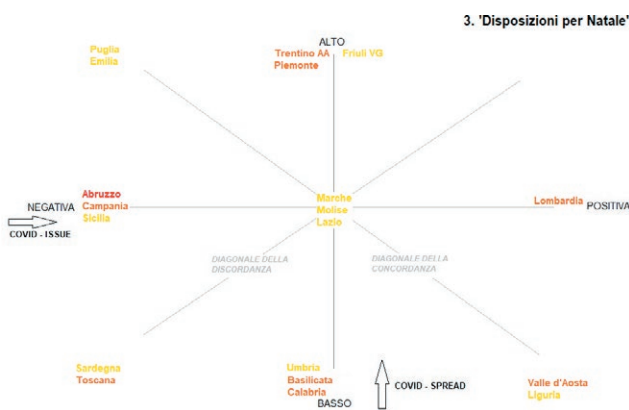 3. 'Disposizioni per Natale'
ALTO
Puglia
Emilia
Trentino AA Friuli VG
Piemonte
Abruzzo
NEGATIVA Campania
Sicilia
COVID - ISSUE
Marche
Molise
Lazio
Lombardia POSITIVA
DIAGONALE DELLA
DISCORDANZA
DIAGONALE DELLA
CONCORDANZA
Sardegna
Toscana
Umbria
Basilicata
Calabria
BASSO
COVID - SPREAD
Valle d'Aosta
Liguria